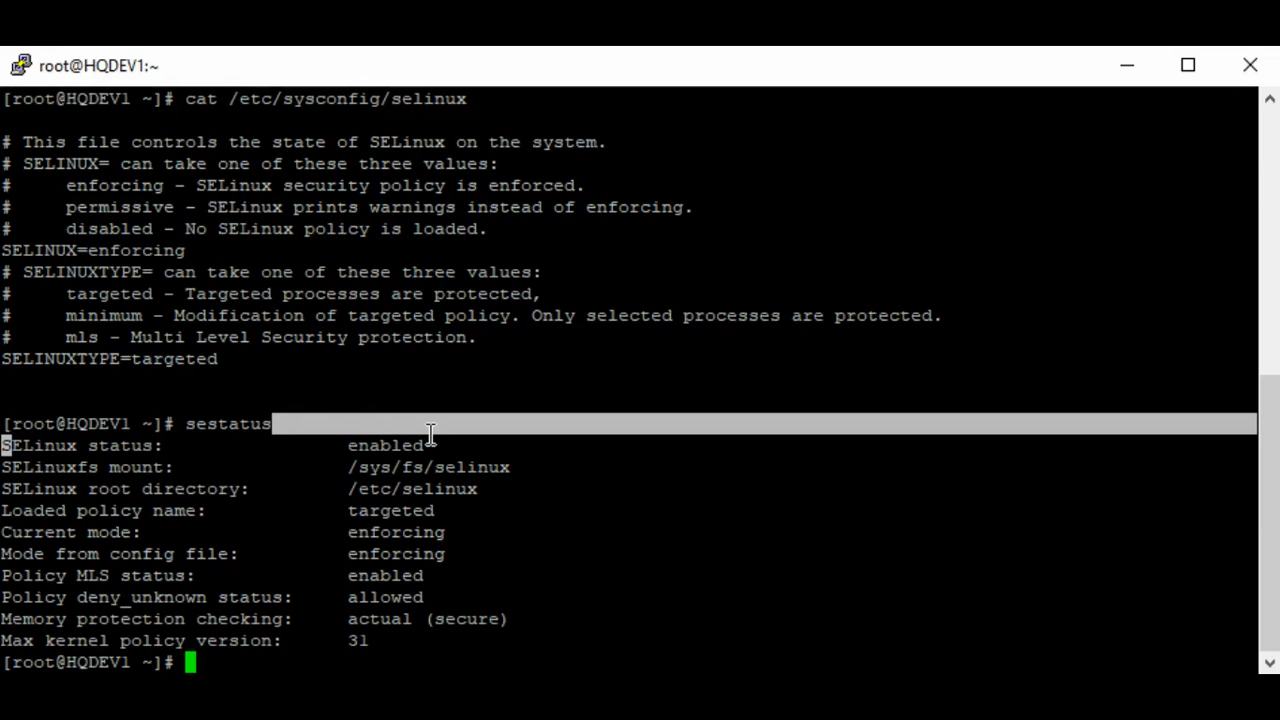 root@HQDEV1:~
[root@HQDEV1 ~]# cat /etc/sysconfig/selinux
# This file controls the state of SELinux on the system.
# SELINUX= can take one of these three values:
#     enforcing - SELinux security policy is enforced.
#     permissive - SELinux prints warnings instead of enforcing.
#     disabled - No SELinux policy is loaded.
SELINUX=enforcing
# SELINUXTYPE= can take one of these three values:
#     targeted - Targeted processes are protected,
#     minimum - Modification of targeted policy. Only selected processes are protected.
#     mls - Multi Level Security protection.
SELINUXTYPE=targeted
[root@HQDEV1 ~]# sestatus
SELinux status:                 enabled
SELinuxfs mount:                /sys/fs/selinux
SELinux root directory:         /etc/selinux
Loaded policy name:             targeted
Current mode:                   enforcing
Mode from config file:          enforcing
Policy MLS status:              enabled
Policy deny_unknown status:     allowed
Memory protection checking:     actual (secure)
Max kernel policy version:      31
[root@HQDEV1 ~]#